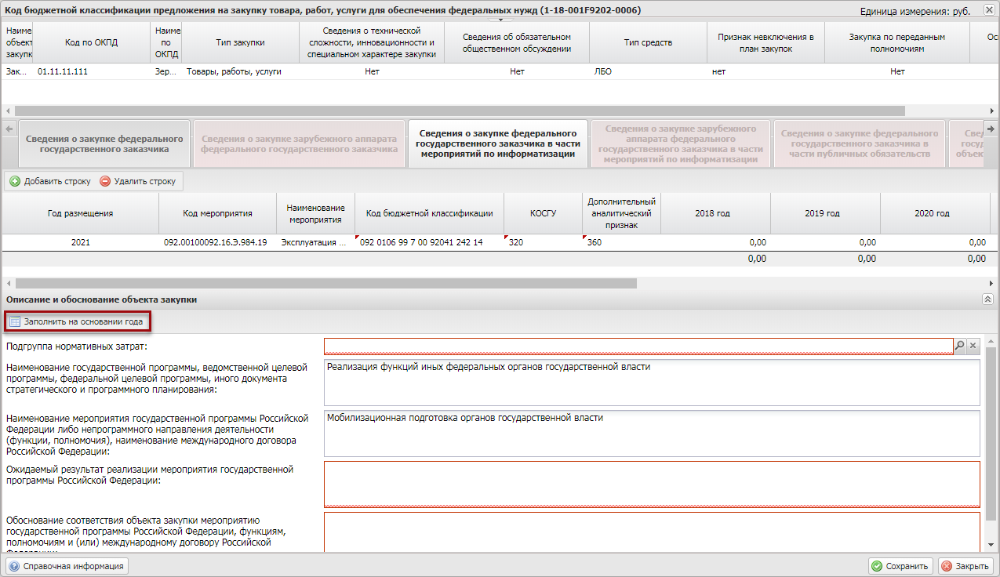 Код бюджетной классификации предложения на закупку товара, работ, услуги для обеспечения федеральных нужд (1-18-001F9202-0006)
Единица измерения: руб.
Наиме
объект
закупк
Код по ОКПД
Наиме
по
ОКПД
Тип закупки
Сведения о технической
сложности, инновационности и
специальном характере закупки
Сведения об обязательном
общественном обсуждении
Тип средств
Признак невключения в
план закупок
Закупка по переданным
полномочиям
Ос
Зак...
01.11.11.111
Зер...
Товары, работы, услуги
Нет
Нет
ЛБО
нет
Нет
Сведения о закупке федерального
государственного заказчика
Сведения о закупке зарубежного аппарата
федерального государственного заказчика
Сведения о закупке федерального
государственного заказчика в части
мероприятий по информатизации
Сведения о закупке зарубежного
аппарата федерального
государственного заказчика в части
мероприятий по информатизации
Сведения о закупке федерального
государственного заказчика в
части публичных обязательств
Свед
госуд
объек
Добавить строку
Удалить строку
Год размещения
Код мероприятия
Наименование
мероприятия
Код бюджетной классификации
КОСГУ
Дополнительный
аналитический
признак
2018 год
2019 год
2020 год
2021
092.00100092.16.Э.984.19
Эксплуатация ...
092 0106 99 7 00 92041 242 14
320
360
0,00
0,00
0,00
0,00
0,00
0,00
Описание и обоснование объекта закупки
Заполнить на основании года
Подгруппа нормативных затрат:
Наименование государственной программы, ведомственной целевой
программы, федеральной целевой программы, иного документа
стратегического и программного планирования:
Реализация функций иных федеральных органов государственной власти
Наименование мероприятия государственной программы Российской
Федерации либо непрограммного направления деятельности
(функции, полномочия), наименование международного договора
Российской Федерации:
Мобилизационная подготовка органов государственной власти
Ожидаемый результат реализации мероприятия государственной
программы Российской Федерации:
Обоснование соответствия объекта закупки мероприятию
государственной программы Российской Федерации, функциям,
полномочиям и (или) международному договору Российской
Федерации:
Справочная информация
Сохранить
Закрыть